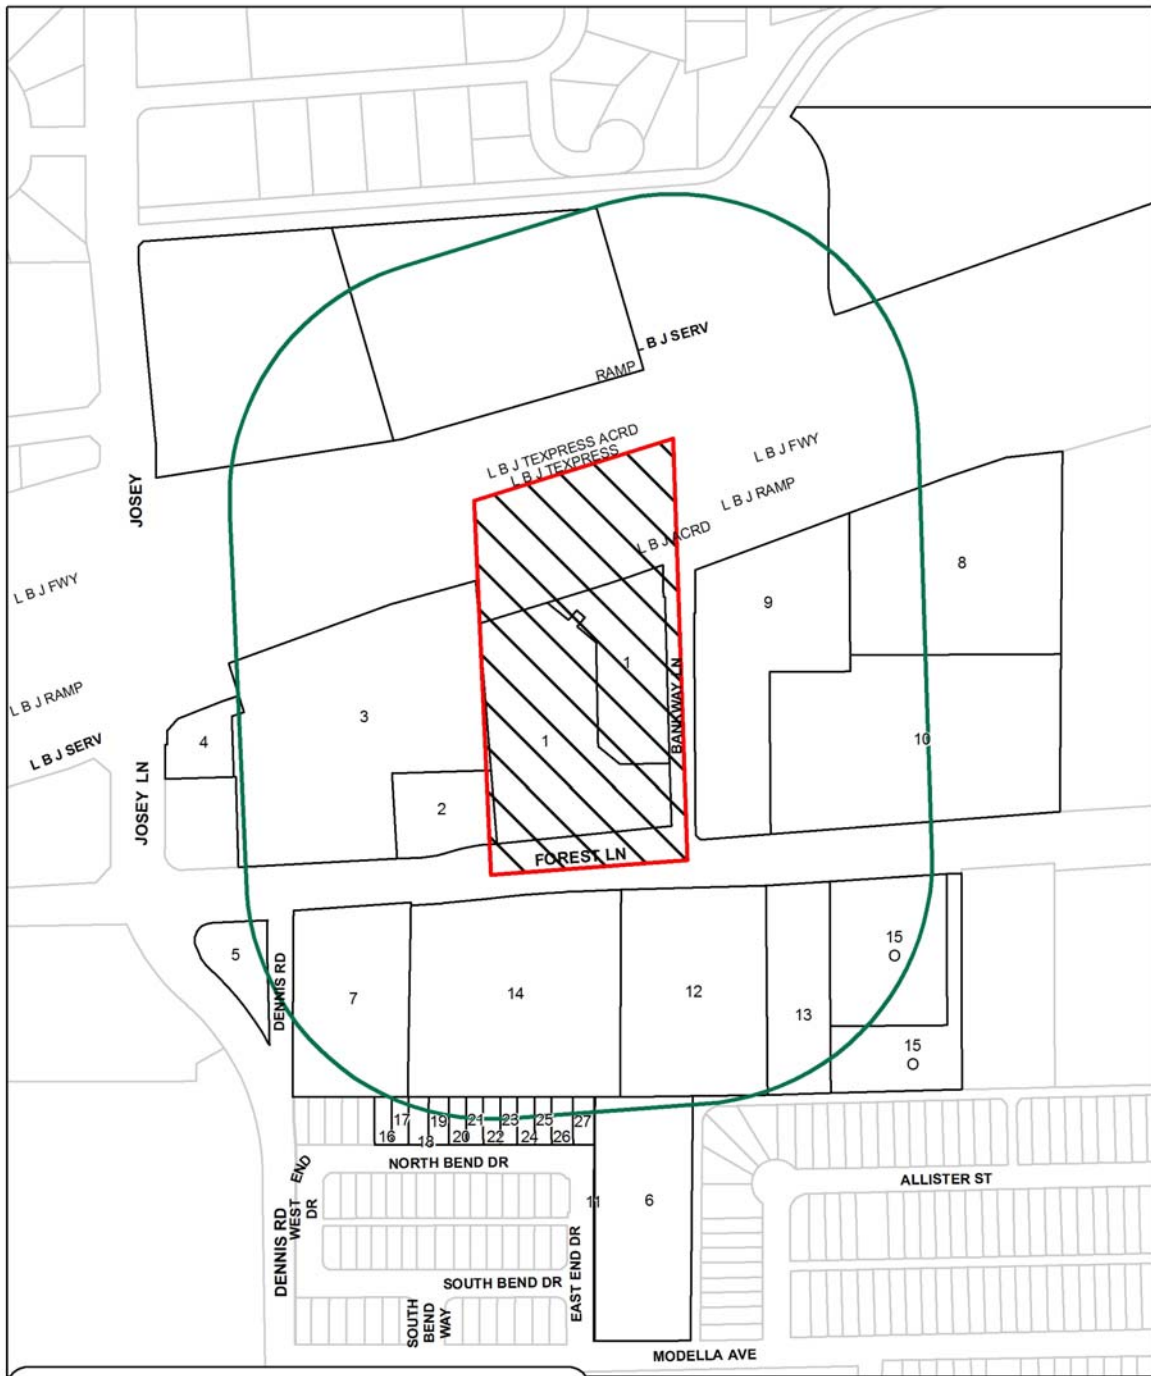 B J SERV
RAMP
L B J TEXPRESS ACRD
L B J TEXPRESS
L B J FWY
L B J RAMP
L B J ACRD
JOSEY
L B J FWY
8
9
1
BANKWAY LN
L B J RAMP
3
4
L B J SERV
1
10
JOSEY LN
2
FOREST LN
15
5
DENNIS RD
7
14
12
13
15
17
19
21
23
25
27
16
18
20
22
24
26
NORTH BEND DR
WEST END DR
ALLISTER ST
11
6
DENNIS RD
EAST END DR
SOUTH BEND DR
SOUTH BEND WAY
MODELLA AVE